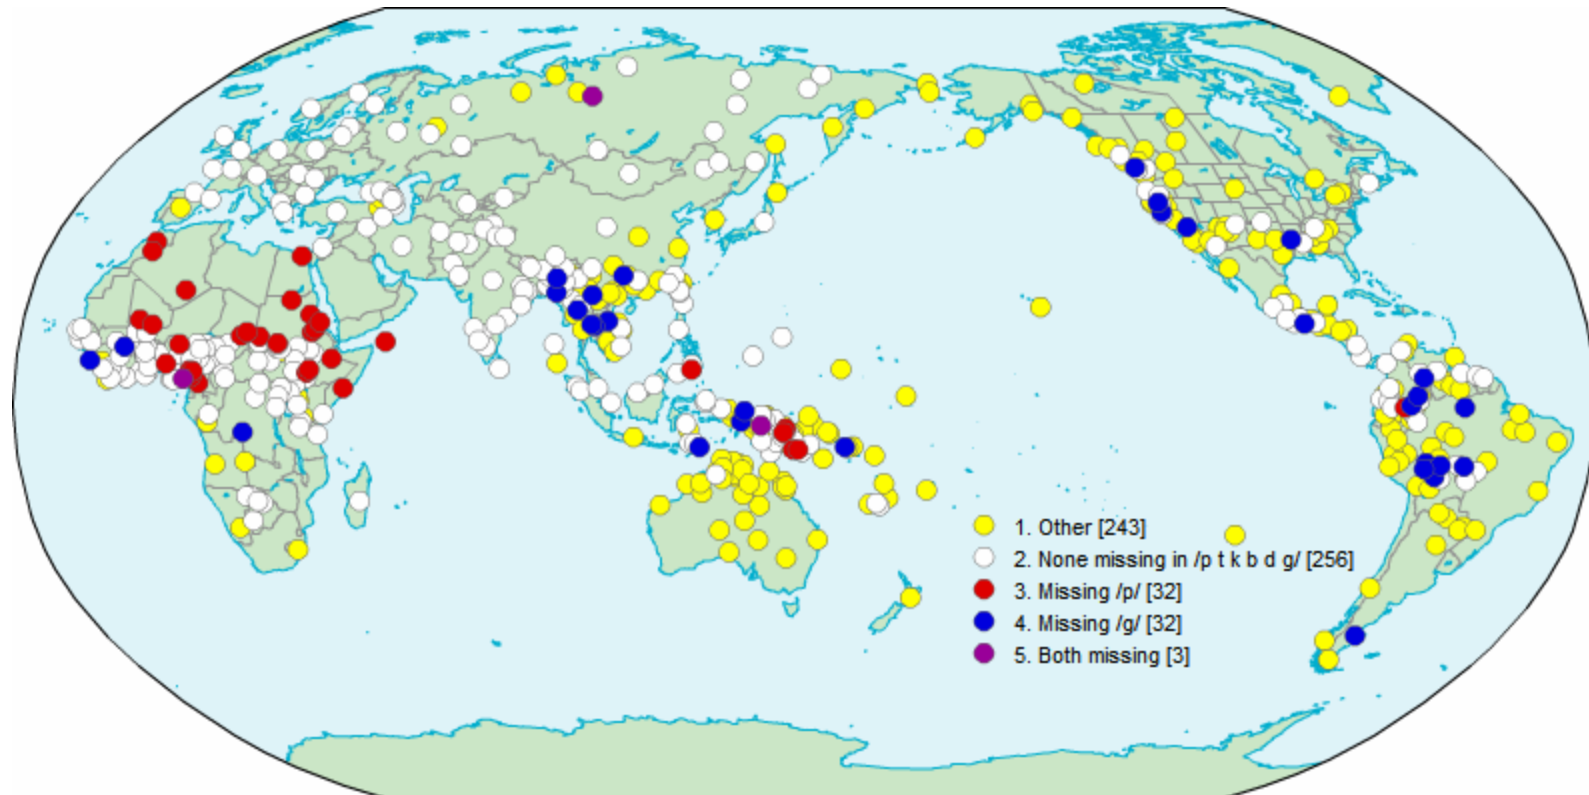 1. Other [243]
2. None missing in /p t k b d g/ [256]
3. Missing /p/ [32]
4. Missing /g/ [32]
5. Both missing [3]